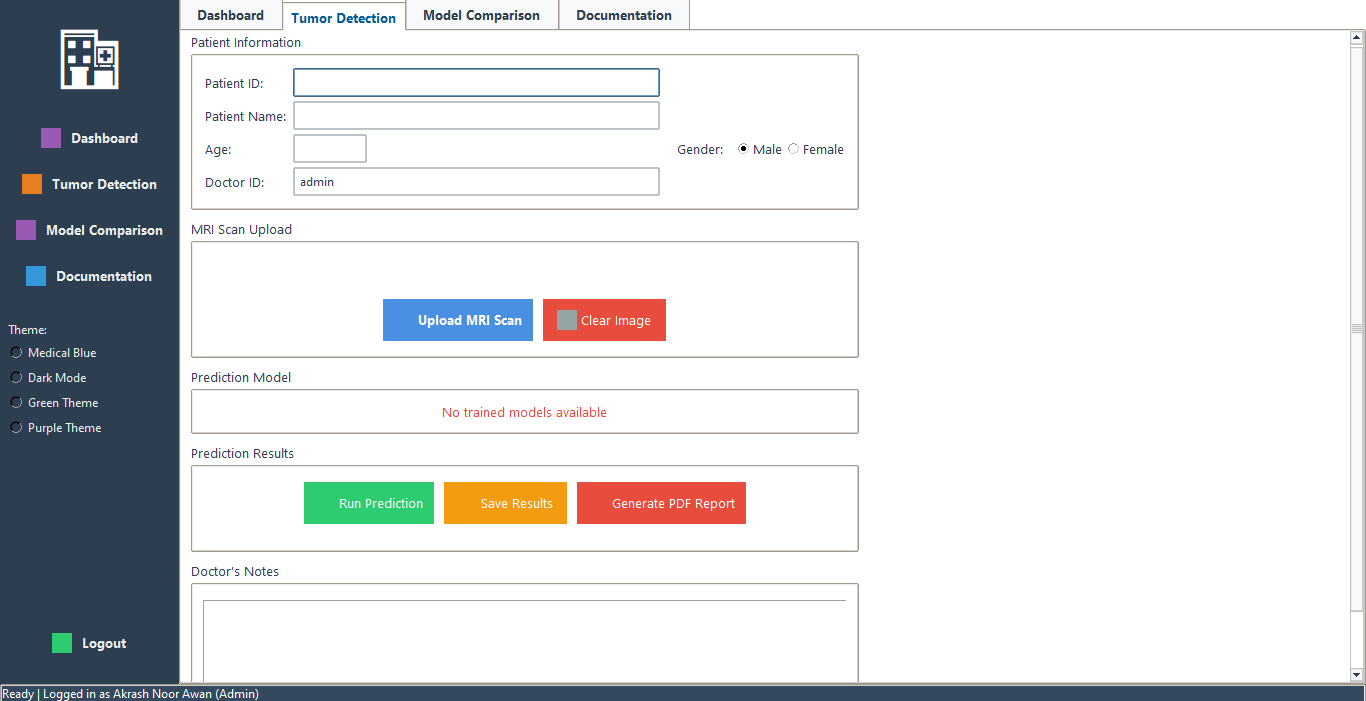 Dashboard Tumor Detection Model Comparison Documentation
Dashboard
Tumor Detection
Model Comparison
Documentation
Theme:
Medical Blue
Dark Mode
Green Theme
Purple Theme
Logout
Patient Information
Patient ID:
Patient Name:
Age: Gender: Male Female
Doctor ID: admin
MRI Scan Upload
Upload MRI Scan Clear Image
Prediction Model
No trained models available
Prediction Results
Run Prediction Save Results Generate PDF Report
Doctor's Notes
Ready | Logged in as Akrash Noor Awan (Admin)